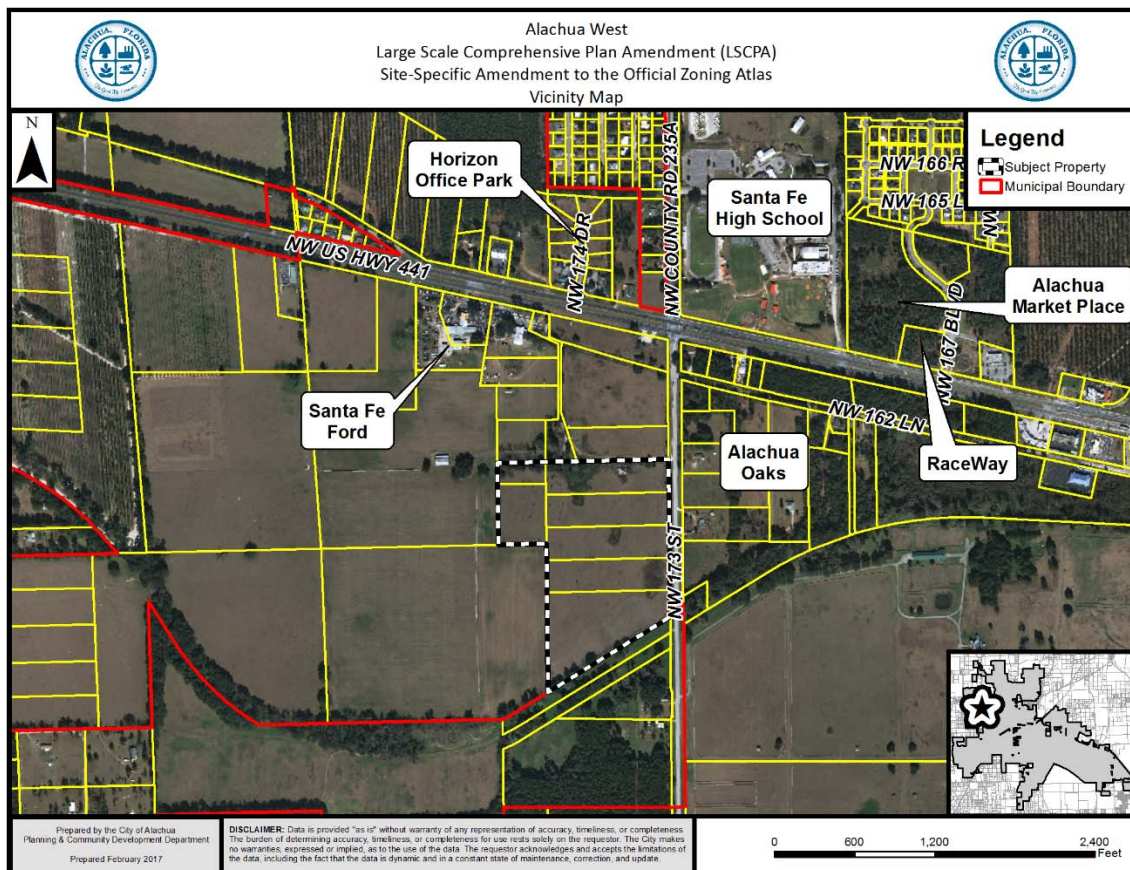 Alachua West
Large Scale Comprehensive Plan Amendment (LSCPA)
Site-Specific Amendment to the Official Zoning Atlas
Vicinity Map
ALACHUA, FLORIDA
ALACHUA, FLORIDA
N
Legend
Subject Property
Municipal Boundary
Horizon
Office Park
Santa Fe
High School
NW 166 R
NW 165 L
NW
NW COUNTY RD 235A
NW 174 DR
NW US HWY 441
Alachua
Market Place
NW 167 BLVD
Santa Fe
Ford
NW 162 LN
Alachua
Oaks
RaceWay
NW 173 ST
Prepared by the City of Alachua
Planning & Community Development Department
Prepared February 2017
DISCLAIMER: Data is provided "as is" without warranty of any representation of accuracy, timeliness, or completeness.
The burden of determining accuracy, timeliness, or completeness for use rests solely on the requestor. The City makes
no warranties, expressed or implied, as to the use of the data. The requestor acknowledges and accepts the limitations of
the data, including the fact that the data is dynamic and in a constant state of maintenance, correction, and update.
0 600 1,200 2,400
Feet